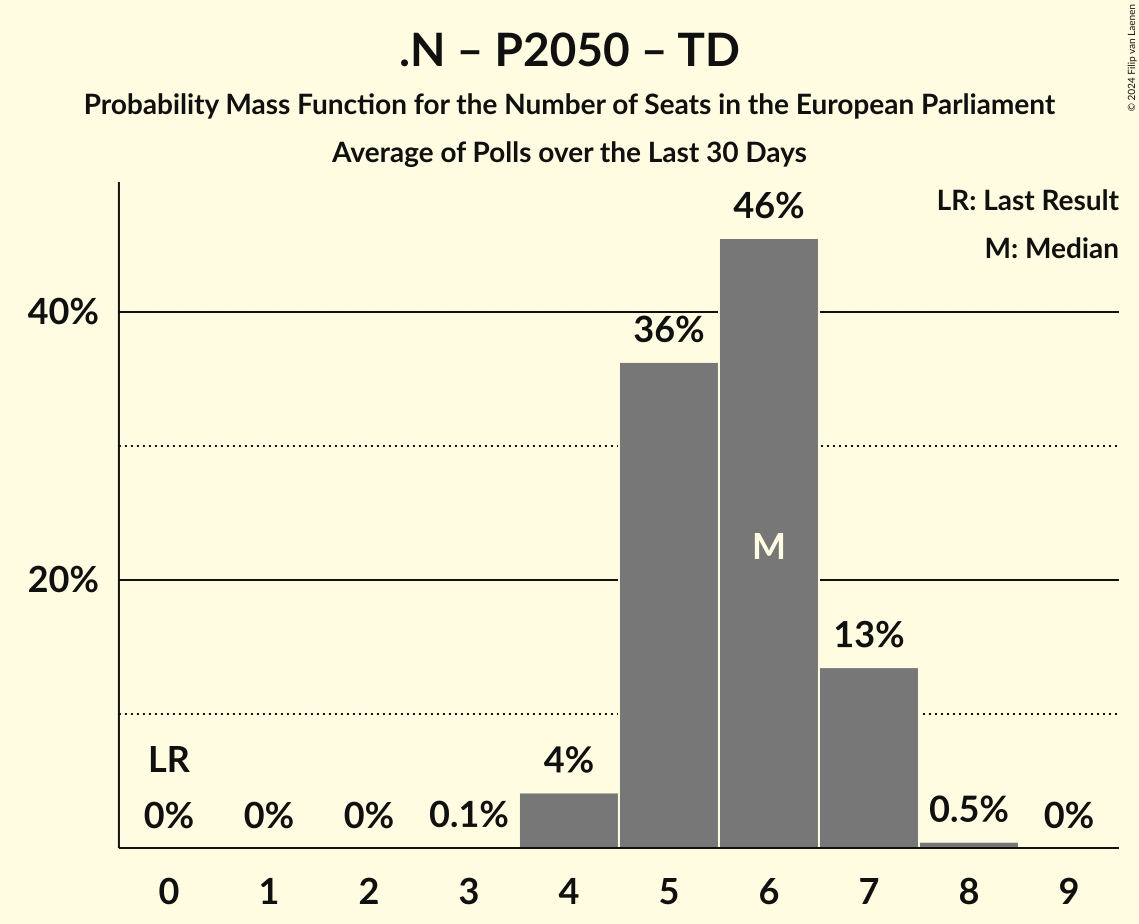 .N – P2050 – TD
Probability Mass Function for the Number of Seats in the European Parliament
Average of Polls over the Last 30 Days
© 2024 Filip van Laenen
LR: Last Result
M: Median
46%
40%
36%
M
20%
13%
LR
4%
0% 0% 0% 0.1% 0.5% 0%
0 1 2 3 4 5 6 7 8 9